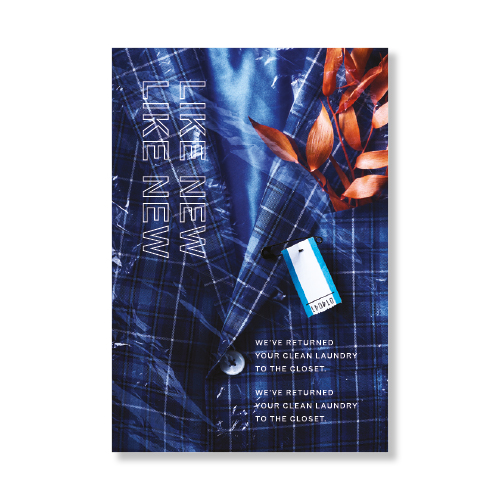 LIKE NEW
LIKE NEW
WE'VE RETURNED
YOUR CLEAN LAUNDRY
TO THE CLOSET.
WE'VE RETURNED
YOUR CLEAN LAUNDRY
TO THE CLOSET.